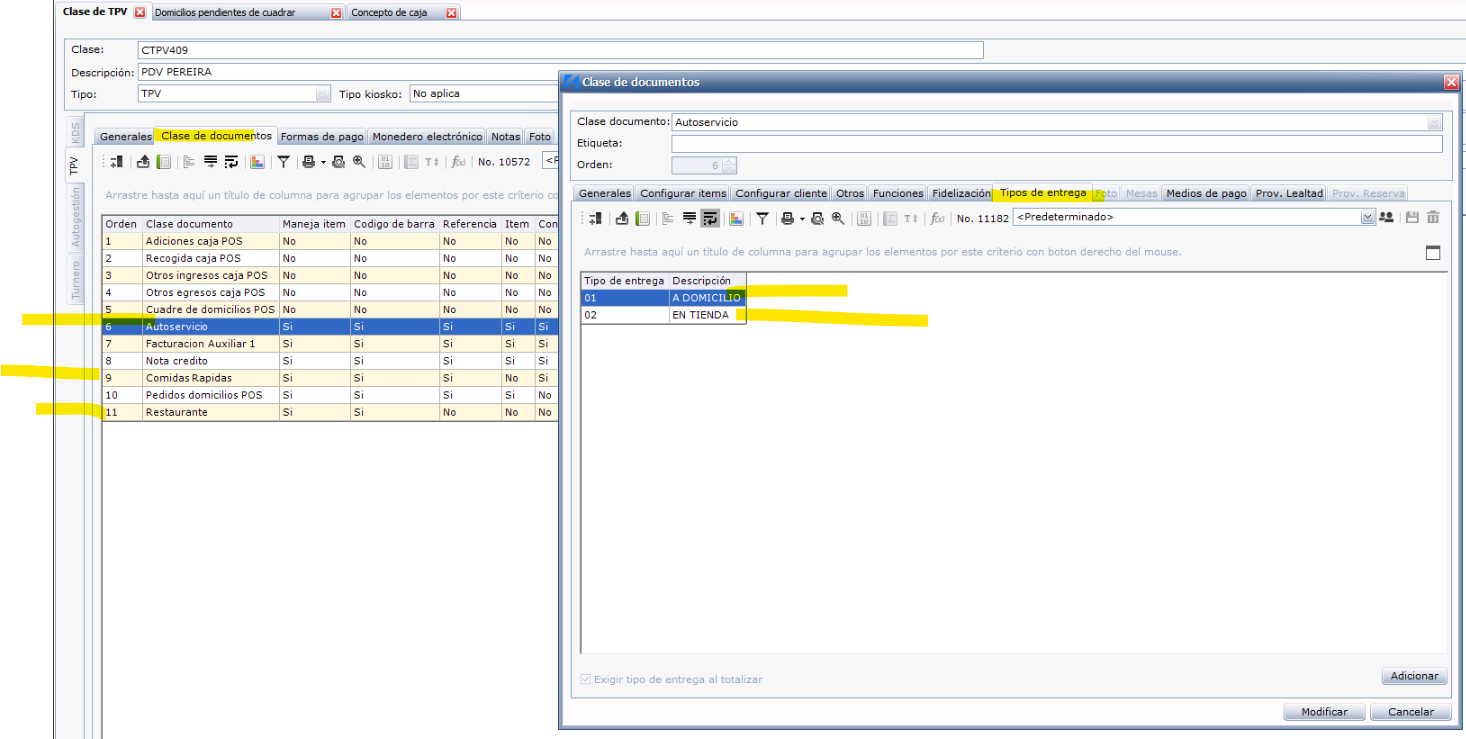 Clase de TPV Domicilios pendientes de cuadrar Concepto de caja
Clase: CTPV409
Descripción: PDV PEREIRA
Tipo: TPV Tipo kiosko: No aplica
KDS
TPV
Autogestión
Turnero
Generales Clase de documentos Formas de pago Monedero electrónico Notas Foto
No. 10572
Arrastre hasta aquí un título de columna para agrupar los elementos por este critério co
Orden Clase documento Maneja item Codigo de barra Referencia Item Con
1 Adiciones caja POS No No No No No
2 Recogida caja POS No No No No No
3 Otros ingresos caja POS No No No No No
4 Otros egresos caja POS No No No No No
5 Cuadre de domicilios POS No No No No No
6 Autoservicio Si Si Si Si Si
7 Facturacion Auxiliar 1 Si Si Si Si Si
8 Nota credito Si Si Si Si Si
9 Comidas Rapidas Si Si Si No Si
10 Pedidos domicilios POS Si Si Si Si No
11 Restaurante Si Si No No No
Clase de documentos
Clase documento: Autoservicio
Etiqueta:
Orden: 6
Generales Configurar items Configurar cliente Otros Funciones Fidelización Tipos de entrega Foto Mesas Medios de pago Prov. Lealtad Prov. Reserva
No. 11182 <Predeterminado>
Arrastre hasta aquí un título de columna para agrupar los elementos por este critério con boton derecho del mouse.
Tipo de entrega Descripción
01 A DOMICILIO
02 EN TIENDA
Exigir tipo de entrega al totalizar
Adicionar
Modificar Cancelar